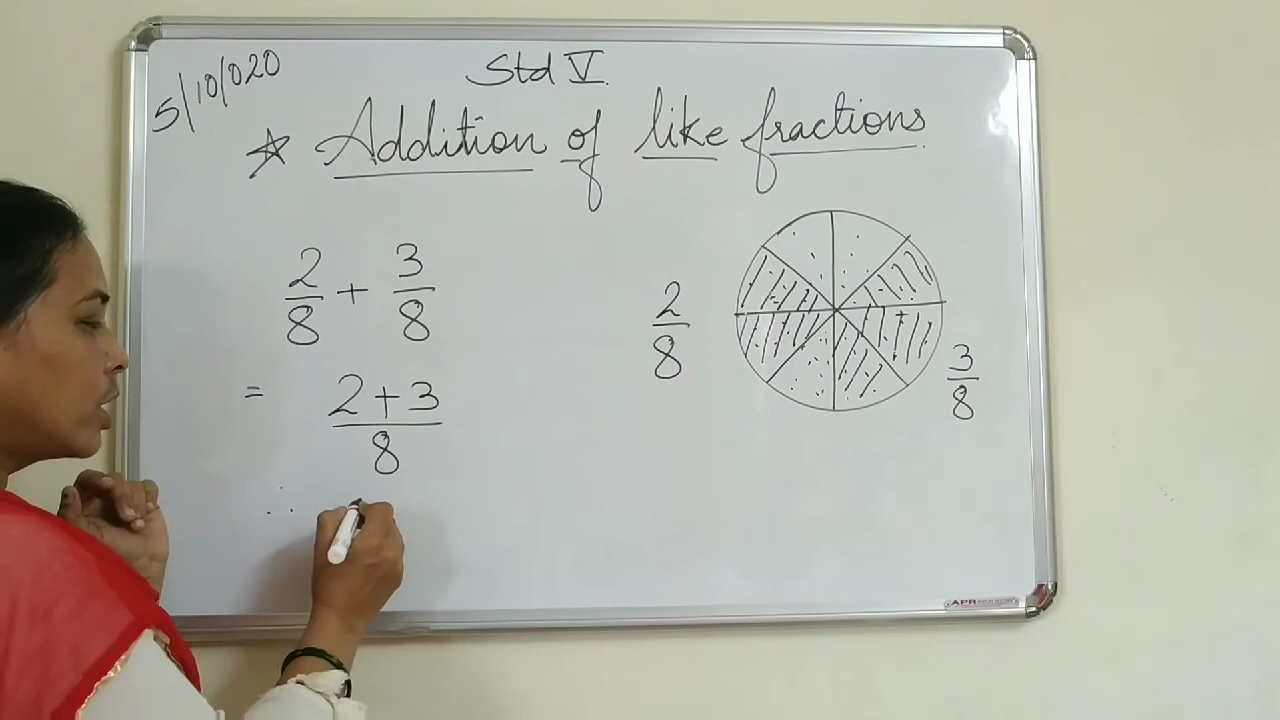 5/10/020
Std V.
☆ Addition of like fractions.
2/8 + 3/8
= 2+3/8
∴
2/8
3/8
APR